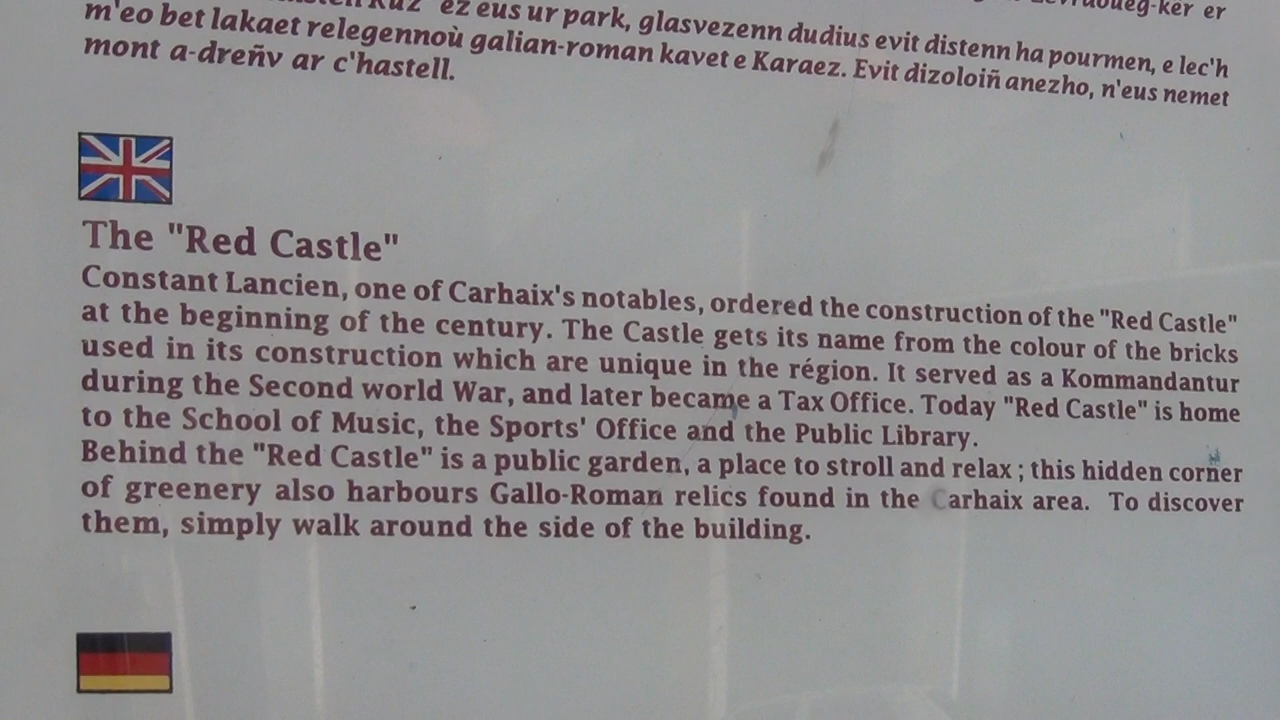 ez eus ur park, glasvezenn dudius evit distenn ha pourmen, e lec'h
m'eo bet lakaet relegennoù galian-roman kavet e Karaez. Evit dizoloiñ anezho, n'eus nemet
mont a-dreñv ar c'hastell.
The "Red Castle"
Constant Lancien, one of Carhaix's notables, ordered the construction of the "Red Castle"
at the beginning of the century. The Castle gets its name from the colour of the bricks
used in its construction which are unique in the région. It served as a Kommandantur
during the Second world War, and later became a Tax Office. Today "Red Castle" is home
to the School of Music, the Sports' Office and the Public Library.
Behind the "Red Castle" is a public garden, a place to stroll and relax ; this hidden corner
of greenery also harbours Gallo-Roman relics found in the Carhaix area. To discover
them, simply walk around the side of the building.